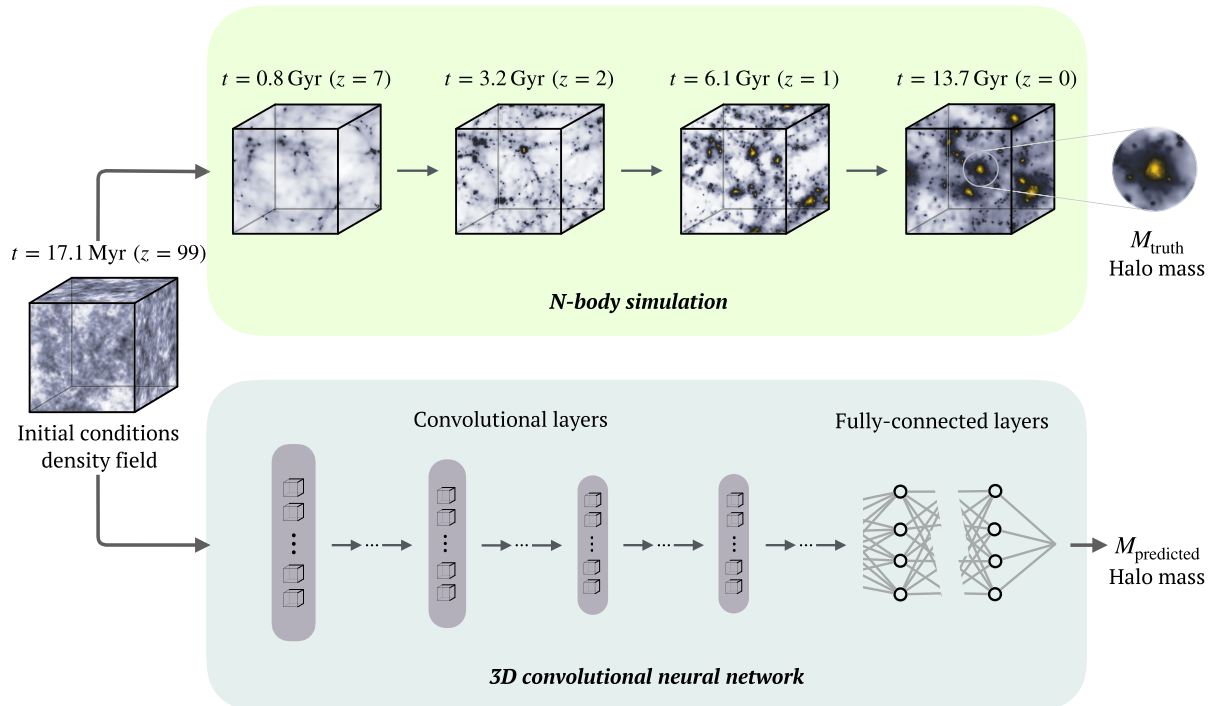 t = 0.8 Gyr (z = 7)
t = 3.2 Gyr (z = 2)
t = 6.1 Gyr (z = 1)
t = 13.7 Gyr (z = 0)
M_truth
Halo mass
N-body simulation
t = 17.1 Myr (z = 99)
Initial conditions
density field
Convolutional layers
Fully-connected layers
M_predicted
Halo mass
3D convolutional neural network